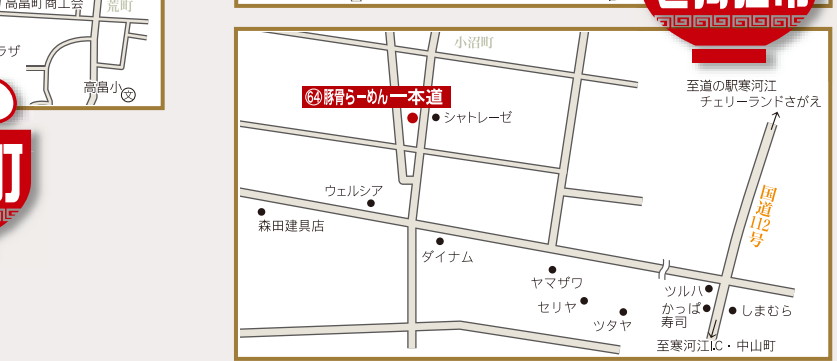 高畠町商工会
荒町
ラザ
高畠小
文
町
小沼町
64 豚骨らーめん一本道
シャトレーゼ
至道の駅寒河江
チェリーランドさがえ
国道112号
ウェルシア
森田建具店
ダイナム
ヤマザワ
セリヤ
ツタヤ
ツルハ
かっぱ
寿司
しまむら
至寒河江I.C・中山町